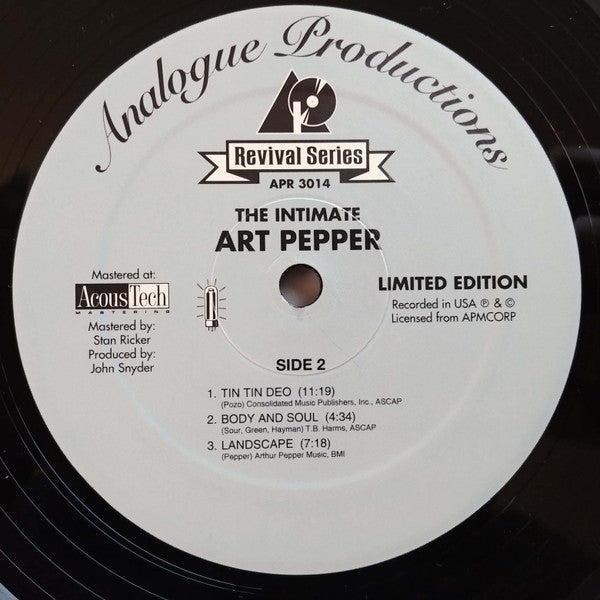 Analogue Productions
AP
Revival Series
APR 3014
THE INTIMATE
ART PEPPER
Mastered at:
AcousTech
MASTERING
Mastered by:
Stan Ricker
Produced by:
John Snyder
LIMITED EDITION
Recorded in USA ℗ & ©
Licensed from APMCORP
SIDE 2
1. TIN TIN DEO (11:19)
(Pozo) Consolidated Music Publishers, Inc., ASCAP
2. BODY AND SOUL (4:34)
(Sour, Green, Hayman) T.B. Harms, ASCAP
3. LANDSCAPE (7:18)
(Pepper) Arthur Pepper Music, BMI